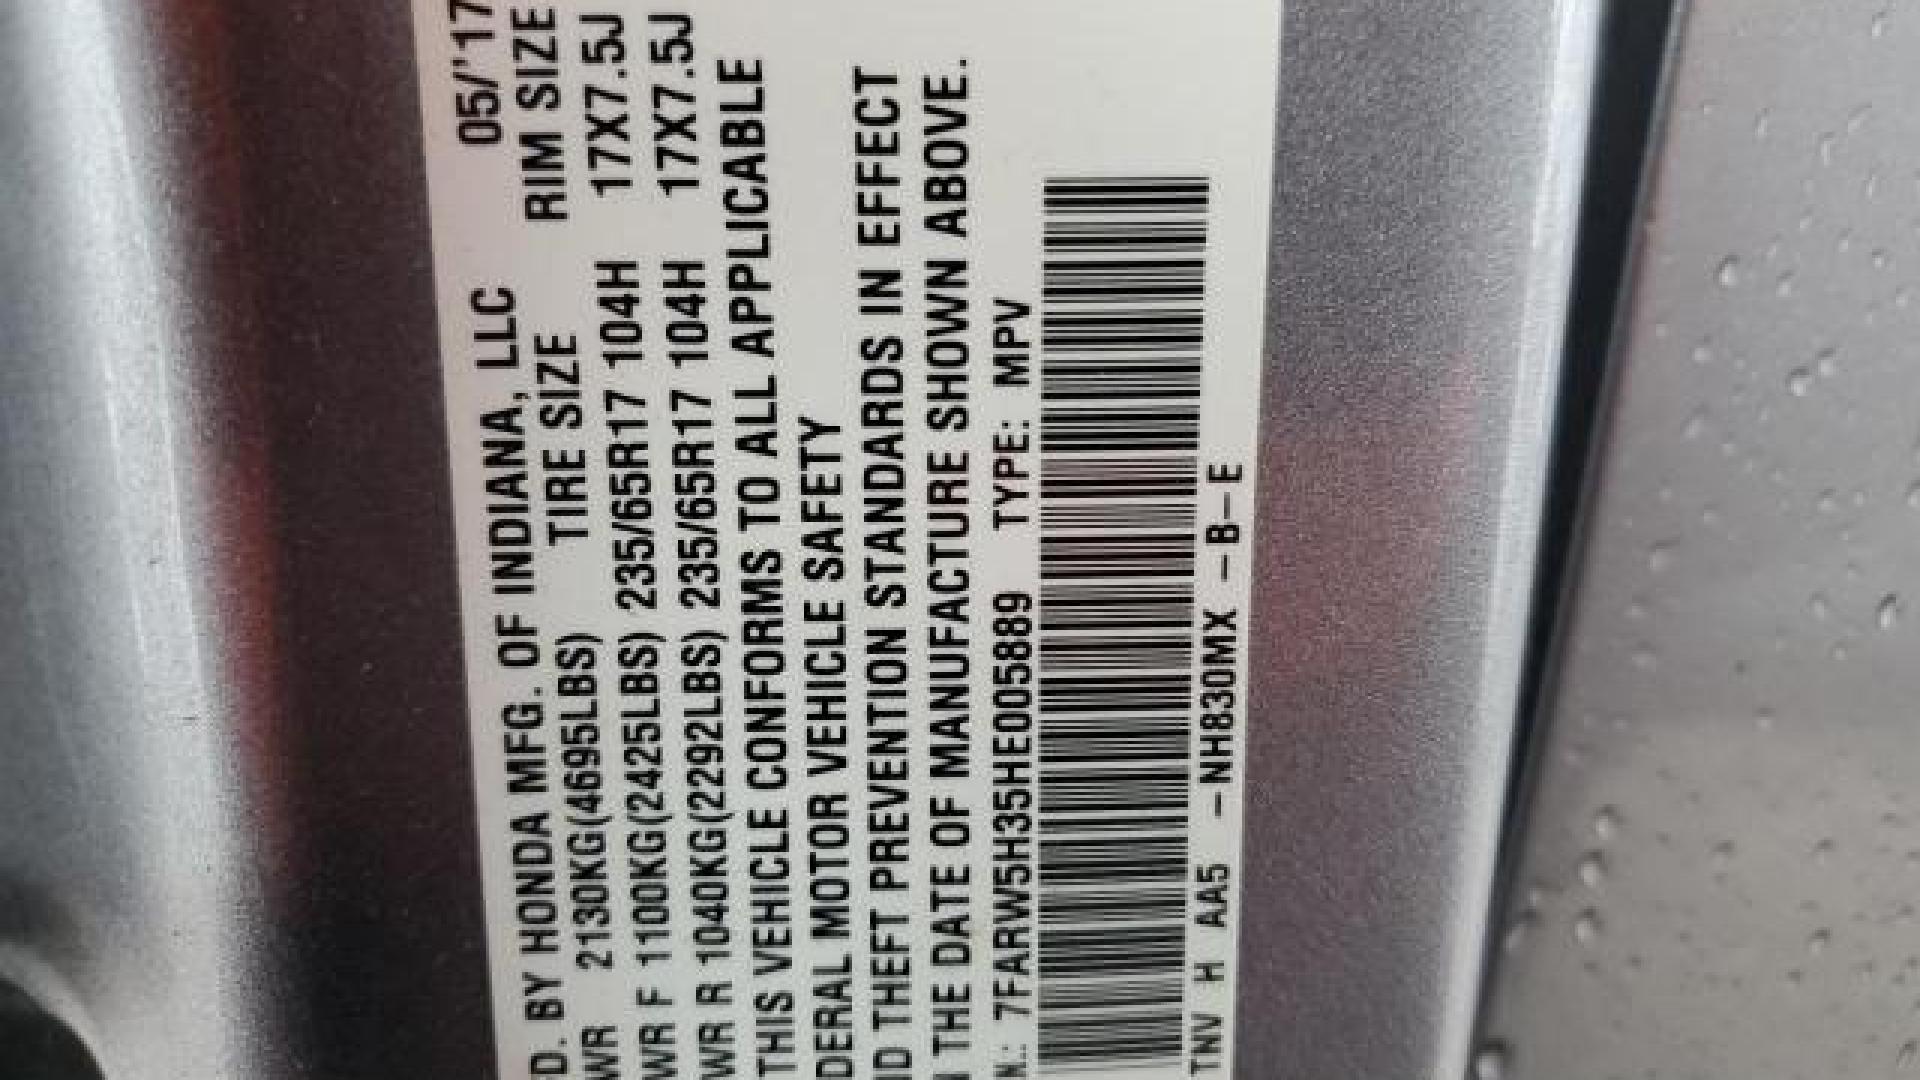 D. BY HONDA MFG. OF INDIANA, LLC 05/'17
WR 2130KG(4695LBS) TIRE SIZE RIM SIZE
WR F 1100KG(2425LBS) 235/65R17 104H 17X7.5J
WR R 1040KG(2292LBS) 235/65R17 104H 17X7.5J
THIS VEHICLE CONFORMS TO ALL APPLICABLE
DERAL MOTOR VEHICLE SAFETY
ND THEFT PREVENTION STANDARDS IN EFFECT
THE DATE OF MANUFACTURE SHOWN ABOVE.
N.: 7FARW5H35HE005889 TYPE: MPV
TNV H AA5 -NH830MX -B-E